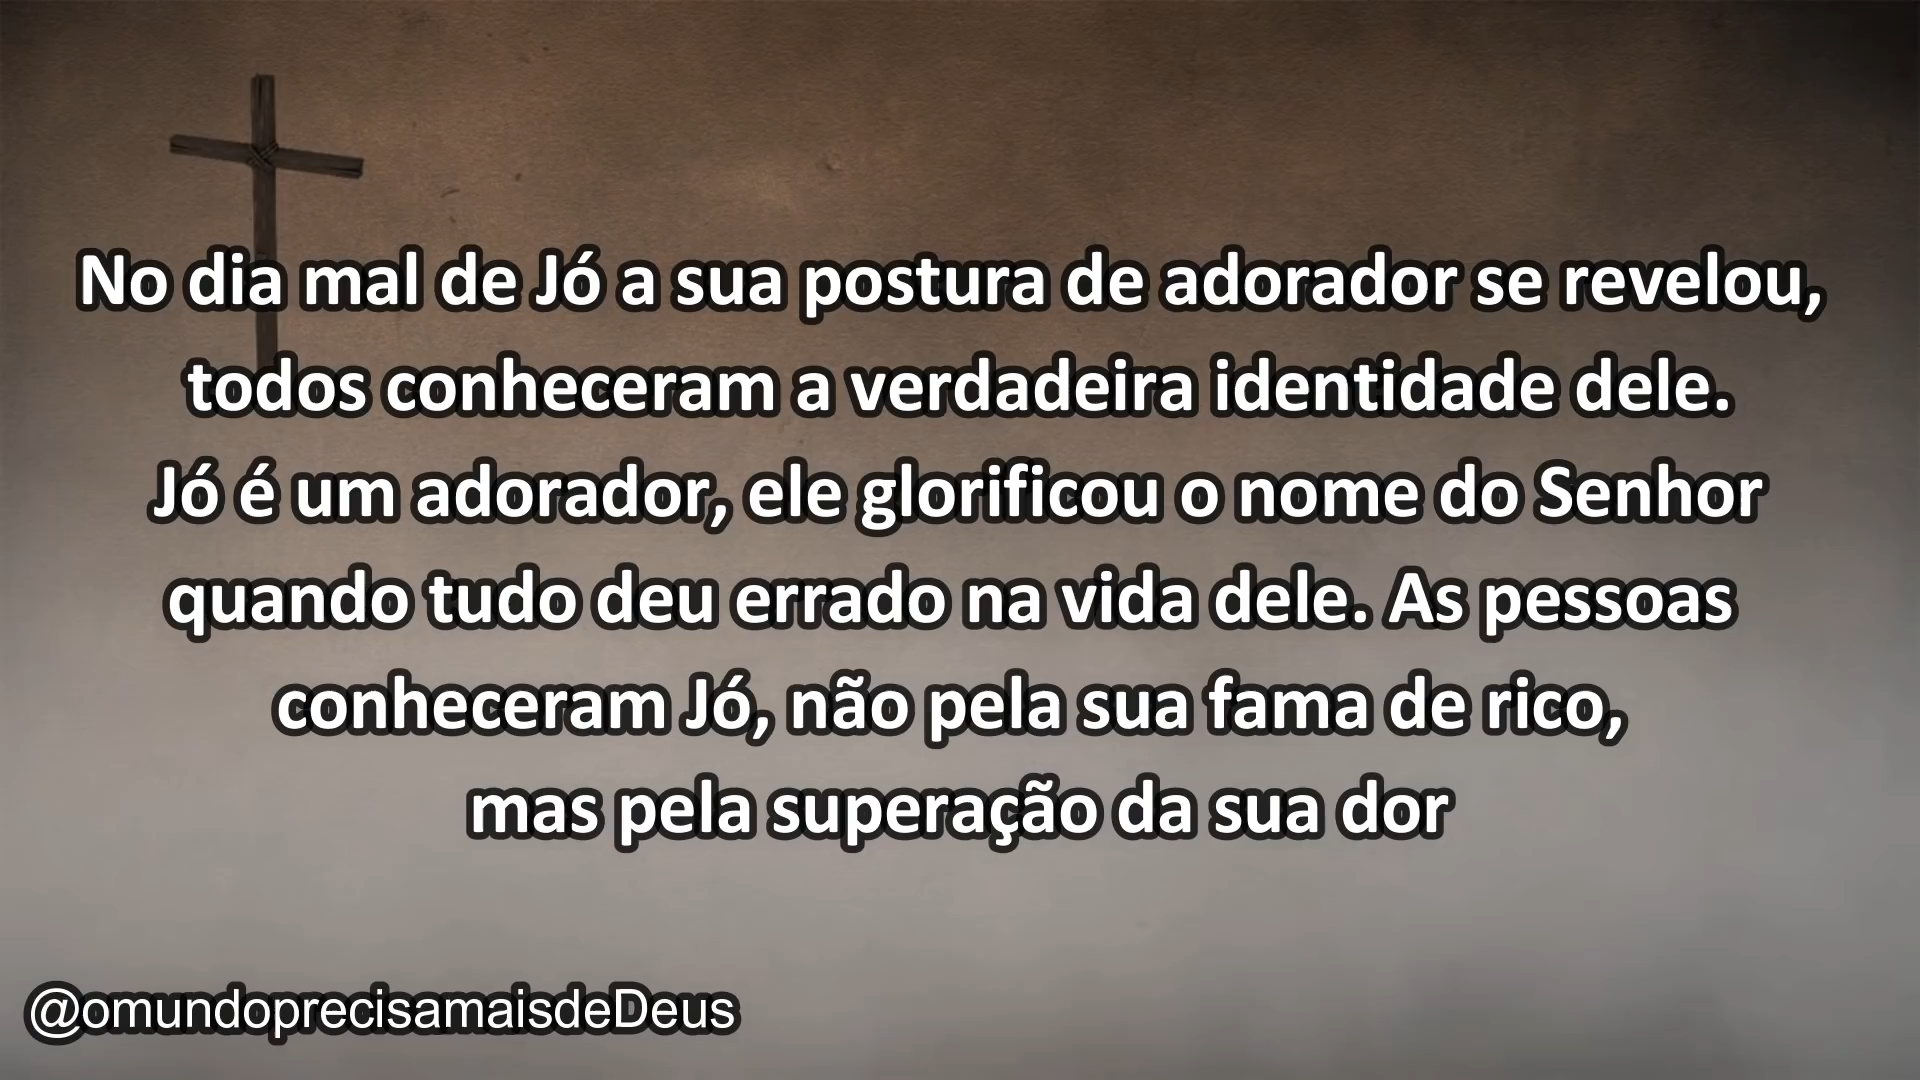 No dia mal de Jó a sua postura de adorador se revelou,
todos conheceram a verdadeira identidade dele.
Jó é um adorador, ele glorificou o nome do Senhor
quando tudo deu errado na vida dele. As pessoas
conheceram Jó, não pela sua fama de rico,
mas pela superação da sua dor
@omundoprecisamaisdeDeus